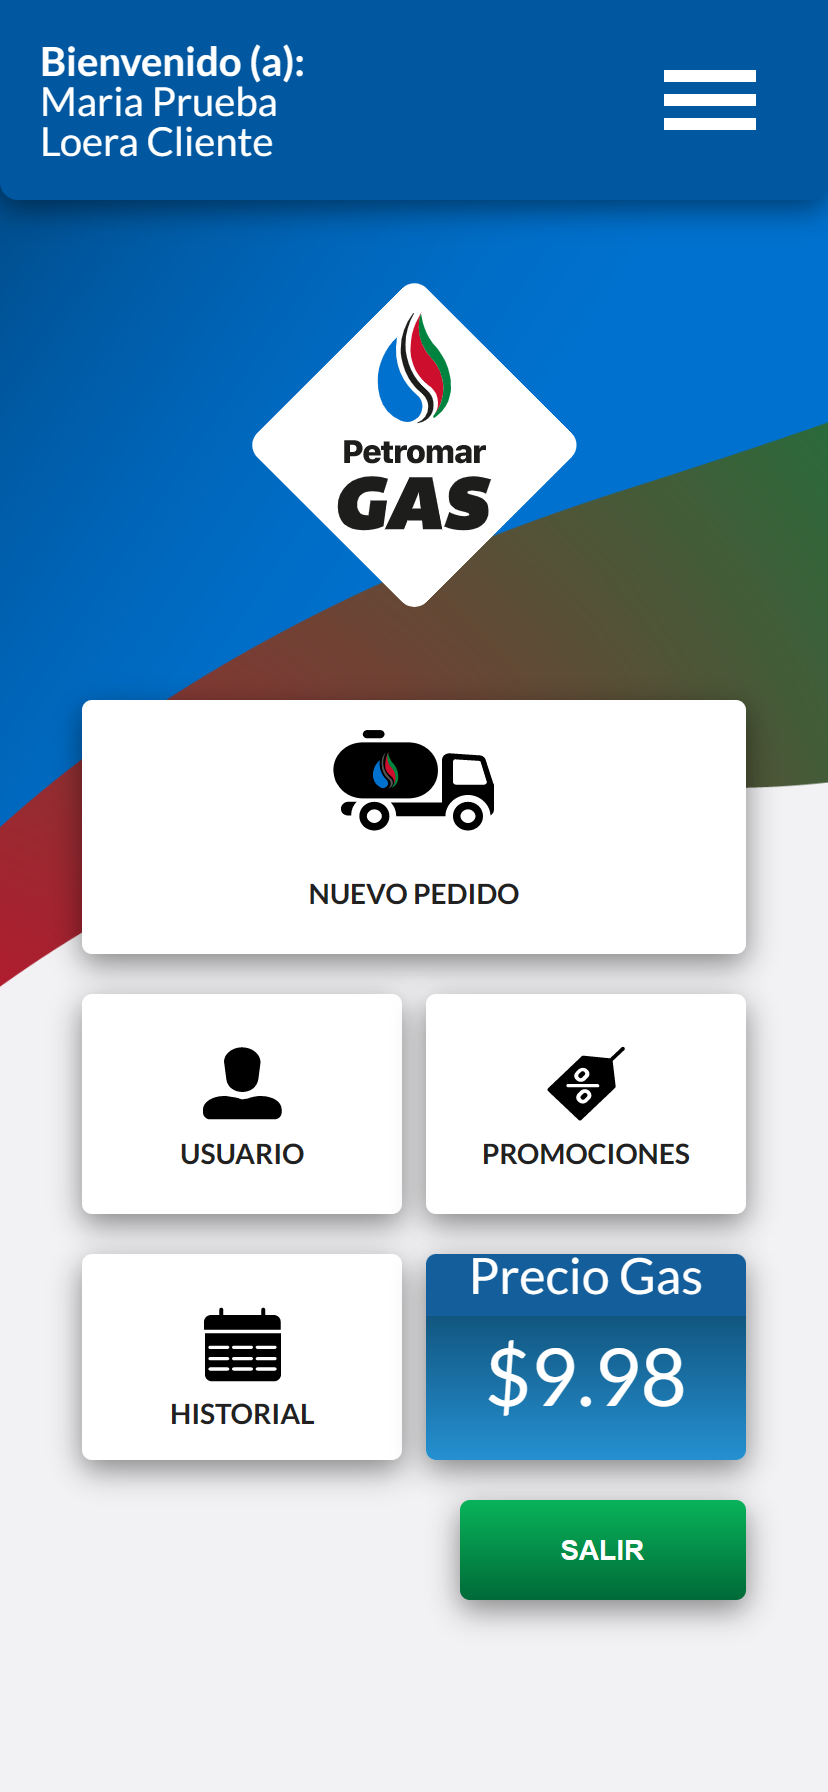 Bienvenido (a):
Maria Prueba
Loera Cliente
Petromar
GAS
NUEVO PEDIDO
USUARIO
PROMOCIONES
HISTORIAL
Precio Gas
$9.98
SALIR